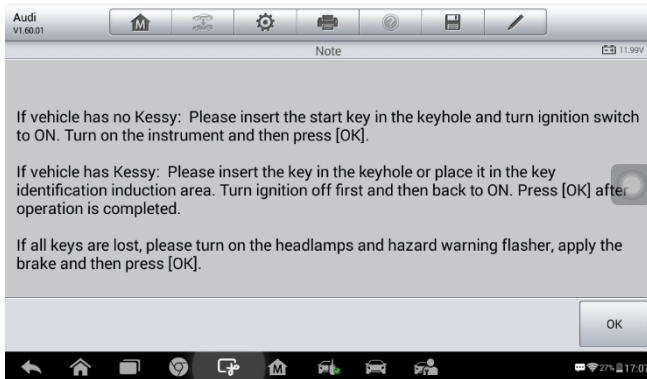 Audi
V1.60.01
M
Note
11.99V
If vehicle has no Kessy: Please insert the start key in the keyhole and turn ignition switch
to ON. Turn on the instrument and then press [OK].
If vehicle has Kessy: Please insert the key in the keyhole or place it in the key
identification induction area. Turn ignition off first and then back to ON. Press [OK] after
operation is completed.
If all keys are lost, please turn on the headlamps and hazard warning flasher, apply the
brake and then press [OK].
OK
M
27% 17:07